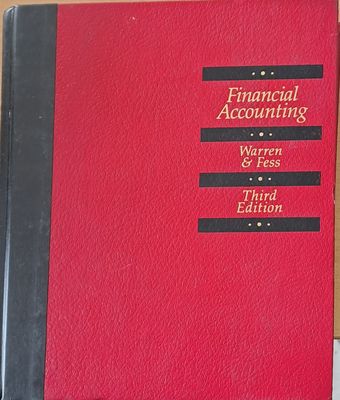 Financial
Accounting
Warren
& Fess
Third
Edition